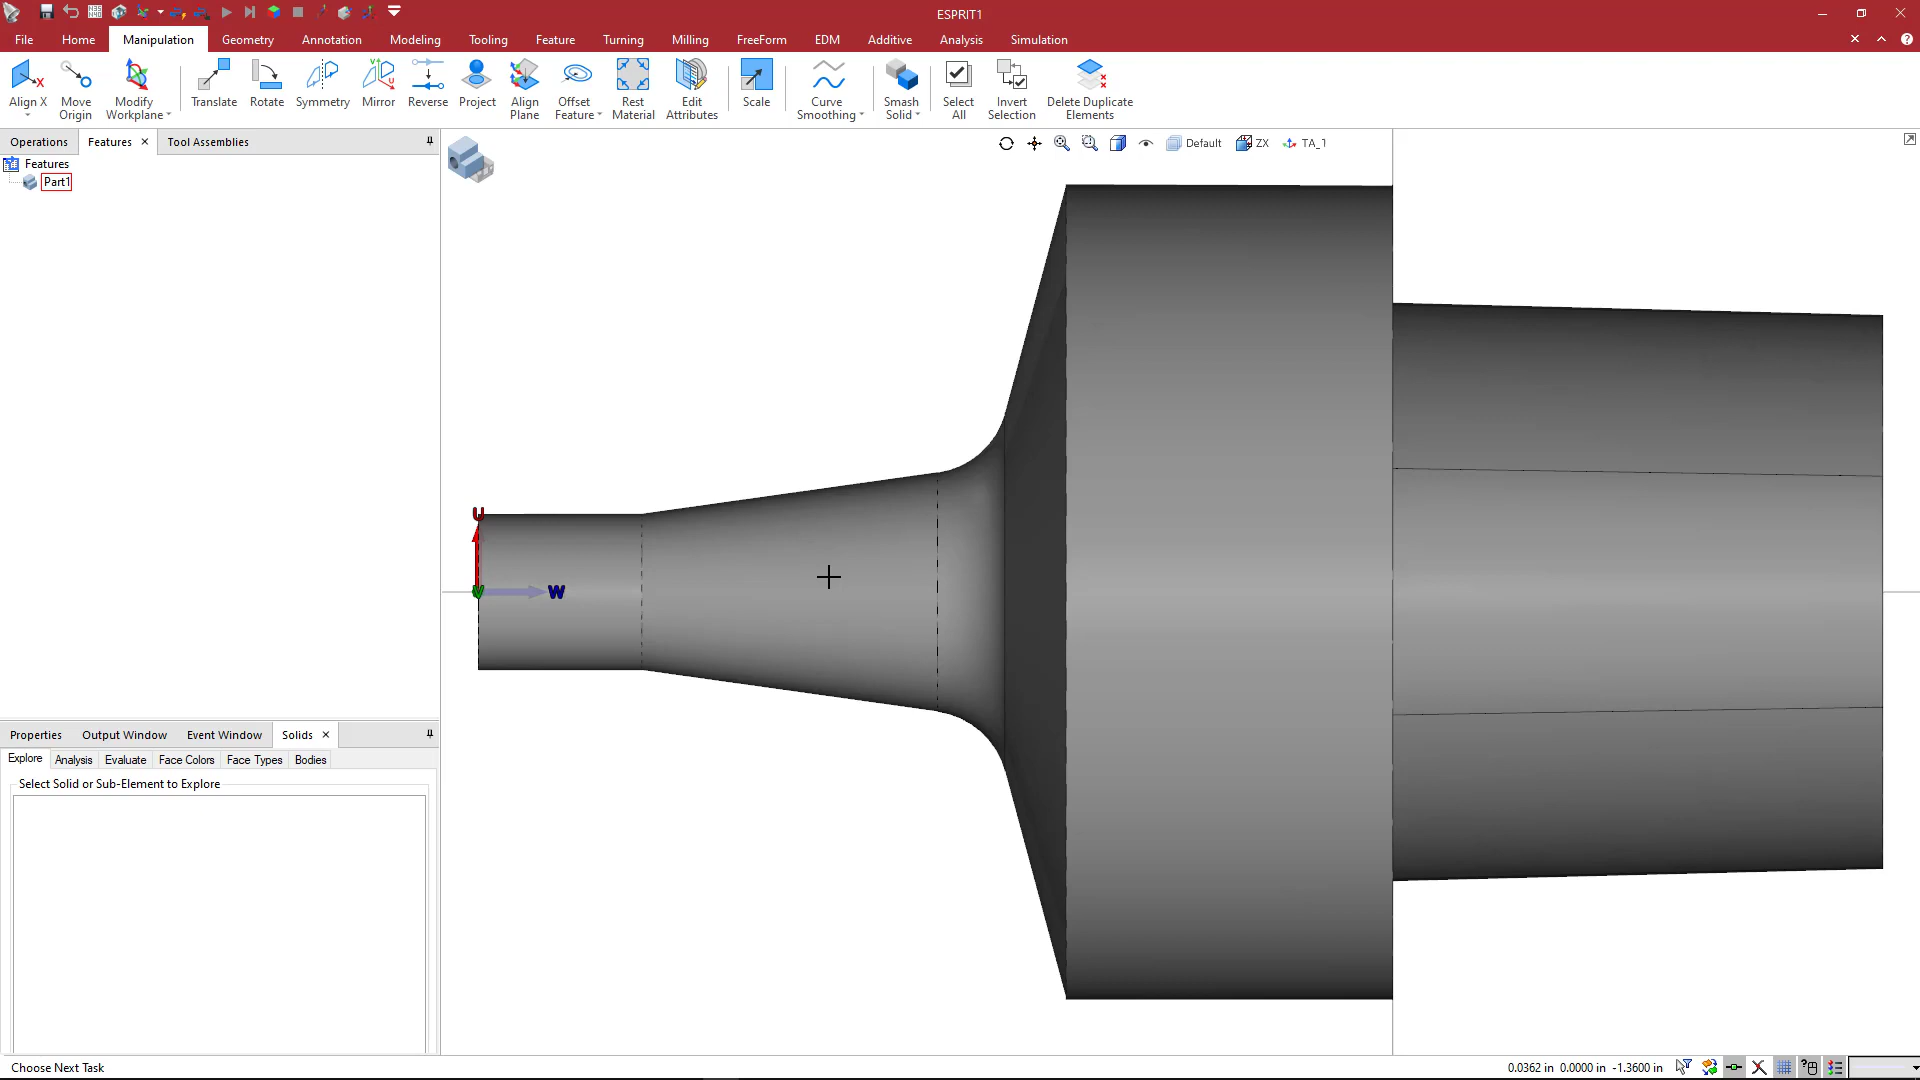 ESPRIT1
File Home Manipulation Geometry Annotation Modeling Tooling Feature Turning Milling FreeForm EDM Additive Analysis Simulation
Align X
Move Origin
Modify Workplane
Translate
Rotate
Symmetry
Mirror
Reverse
Project
Align Plane
Offset Feature
Rest Material
Edit Attributes
Scale
Curve Smoothing
Smash Solid
Select All
Invert Selection
Delete Duplicate Elements
Operations Features Tool Assemblies
Default ZX TA_1
Features
Part1
U
V
W
Properties Output Window Event Window Solids
Explore Analysis Evaluate Face Colors Face Types Bodies
Select Solid or Sub-Element to Explore
Choose Next Task
0.0362 in 0.0000 in -1.3600 in